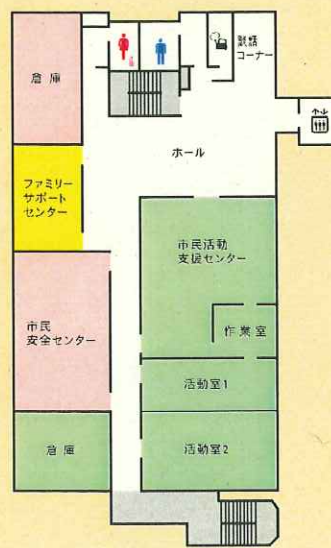 倉庫
談話
コーナー
ホール
ファミリー
サポート
センター
市民活動
支援センター
市民
安全センター
作業室
活動室1
倉庫
活動室2